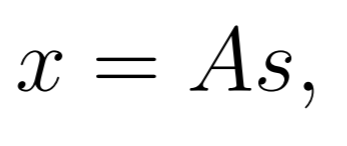 x = As,